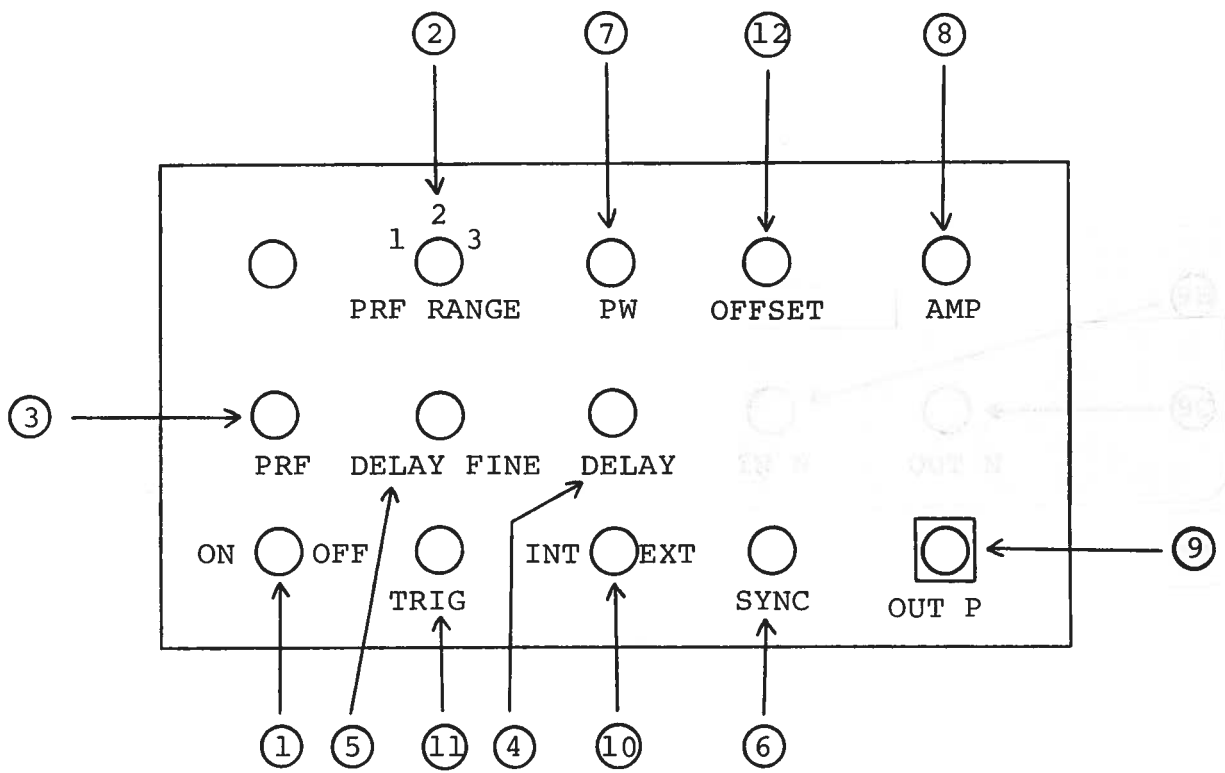 2 7 12 8
2
1 3
PRF RANGE PW OFFSET AMP
3
PRF DELAY FINE DELAY
ON OFF INT EXT 9
TRIG SYNC OUT P
1 5 11 4 10 6